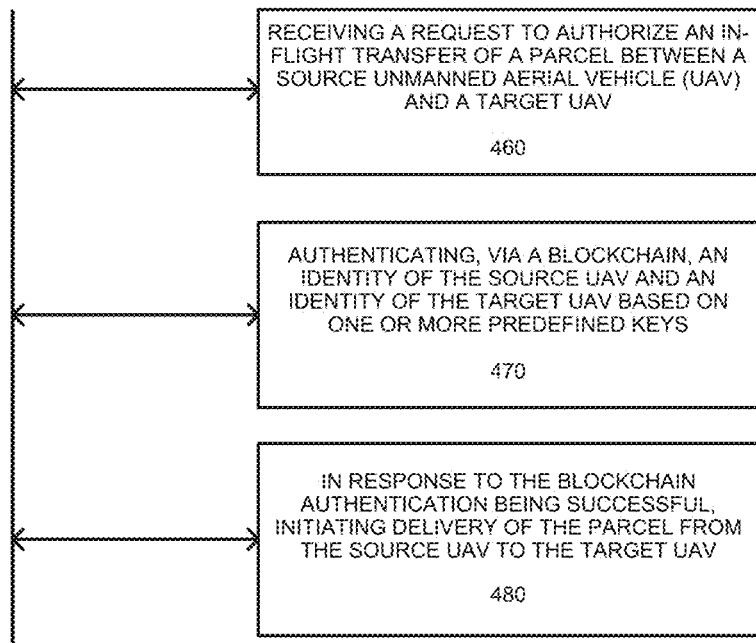 RECEIVING A REQUEST TO AUTHORIZE AN IN-
FLIGHT TRANSFER OF A PARCEL BETWEEN A
SOURCE UNMANNED AERIAL VEHICLE (UAV)
AND A TARGET UAV
460
AUTHENTICATING, VIA A BLOCKCHAIN, AN
IDENTITY OF THE SOURCE UAV AND AN
IDENTITY OF THE TARGET UAV BASED ON
ONE OR MORE PREDEFINED KEYS
470
IN RESPONSE TO THE BLOCKCHAIN
AUTHENTICATION BEING SUCCESSFUL,
INITIATING DELIVERY OF THE PARCEL FROM
THE SOURCE UAV TO THE TARGET UAV
480